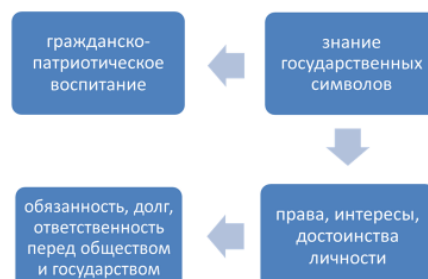 гражданско-
патриотическое
воспитание
знание
государственных
символов
обязанность, долг,
ответственность
перед обществом
и государством
права, интересы,
достоинства
личности